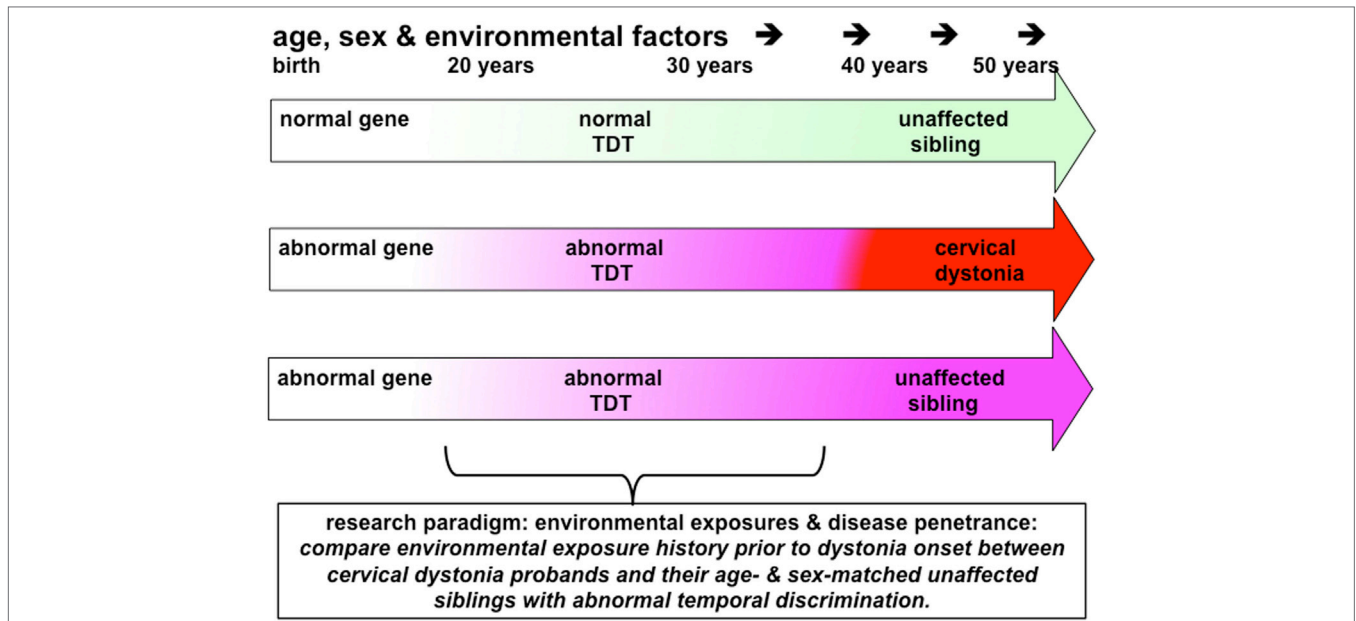 age, sex & environmental factors ➔ ➔ ➔ ➔
birth 20 years 30 years 40 years 50 years
normal gene
normal
TDT
unaffected
sibling
abnormal gene
abnormal
TDT
cervical
dystonia
abnormal gene
abnormal
TDT
unaffected
sibling
research paradigm: environmental exposures & disease penetrance:
compare environmental exposure history prior to dystonia onset between
cervical dystonia probands and their age- & sex-matched unaffected
siblings with abnormal temporal discrimination.